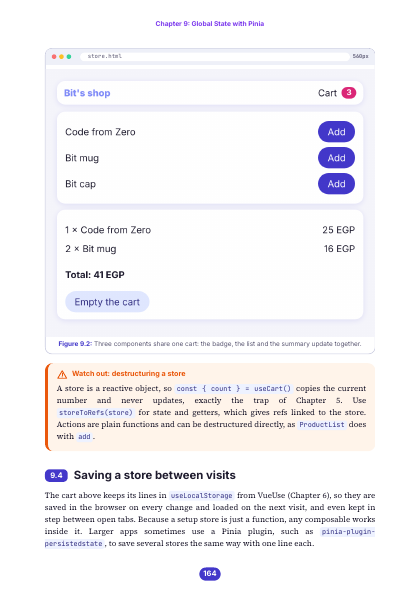 Chapter 9: Global State with Pinia
store.html
560px
Bit's shop
Cart 3
Code from Zero Add
Bit mug Add
Bit cap Add
1 × Code from Zero 25 EGP
2 × Bit mug 16 EGP
Total: 41 EGP
Empty the cart
Figure 9.2: Three components share one cart: the badge, the list and the summary update together.
Watch out: destructuring a store
A store is a reactive object, so const { count } = useCart() copies the current
number and never updates, exactly the trap of Chapter 5. Use
storeToRefs(store) for state and getters, which gives refs linked to the store.
Actions are plain functions and can be destructured directly, as ProductList does
with add.
9.4 Saving a store between visits
The cart above keeps its lines in useLocalStorage from VueUse (Chapter 6), so they are
saved in the browser on every change and loaded on the next visit, and even kept in
step between open tabs. Because a setup store is just a function, any composable works
inside it. Larger apps sometimes use a Pinia plugin, such as pinia-plugin-
persistedstate, to save several stores the same way with one line each.
164